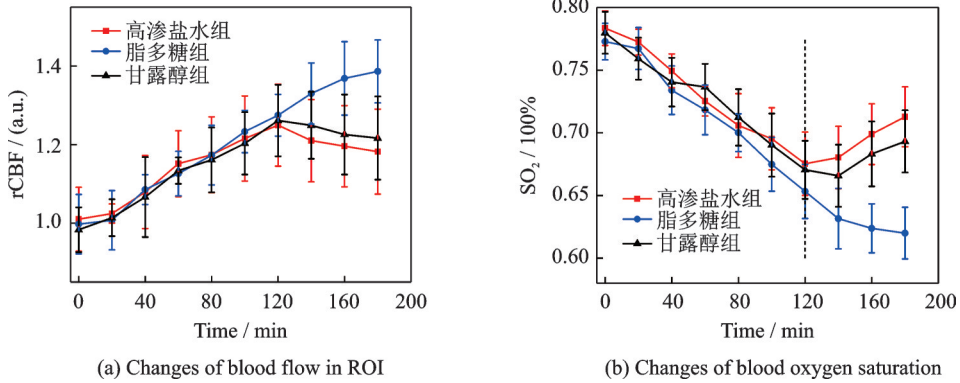 (a)
高渗盐水组
脂多糖组
甘露醇组
1.4
1.2
1.0
rCBF / (a.u.)
0 40 80 120 160 200
Time / min
(a) Changes of blood flow in ROI
(b)
0.80
0.75
0.70
0.65
0.60
SO₂ / 100%
高渗盐水组
脂多糖组
甘露醇组
0 40 80 120 160 200
Time / min
(b) Changes of blood oxygen saturation